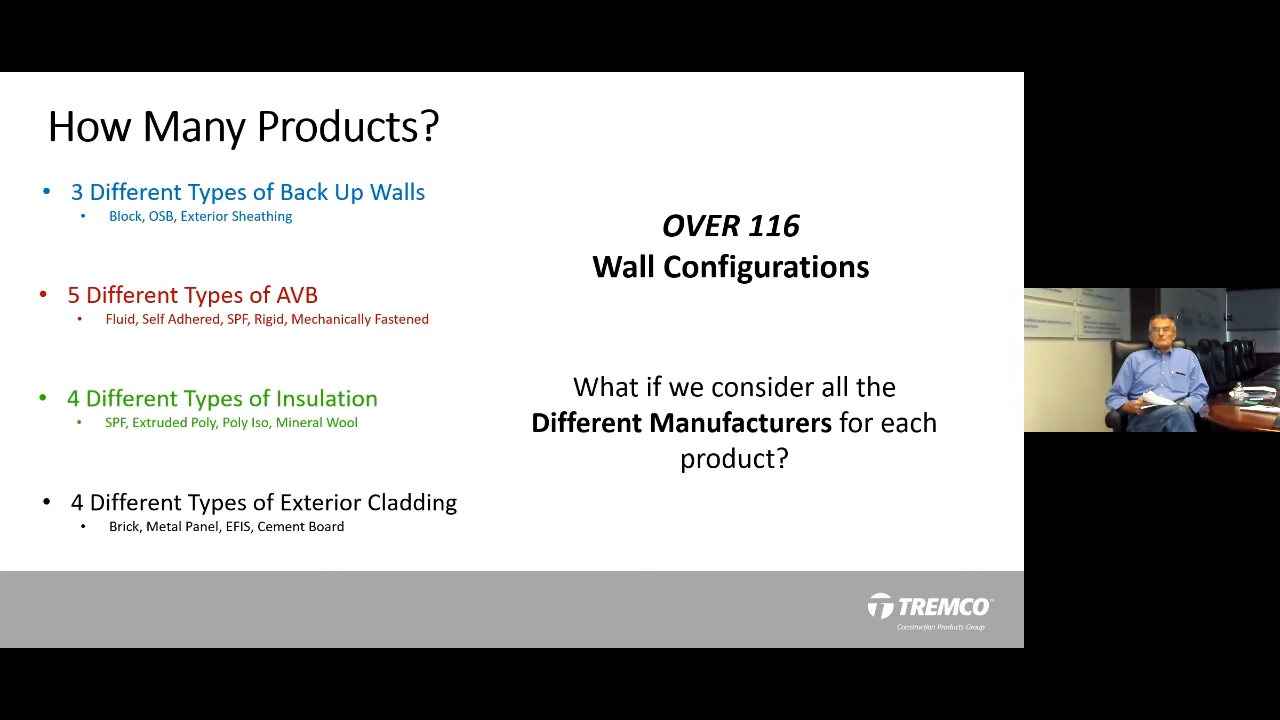 How Many Products?
• 3 Different Types of Back Up Walls
• Block, OSB, Exterior Sheathing
• 5 Different Types of AVB
• Fluid, Self Adhered, SPF, Rigid, Mechanically Fastened
• 4 Different Types of Insulation
• SPF, Extruded Poly, Poly Iso, Mineral Wool
• 4 Different Types of Exterior Cladding
• Brick, Metal Panel, EFIS, Cement Board
OVER 116
Wall Configurations
What if we consider all the
Different Manufacturers for each
product?
TREMCO™
Construction Products Group